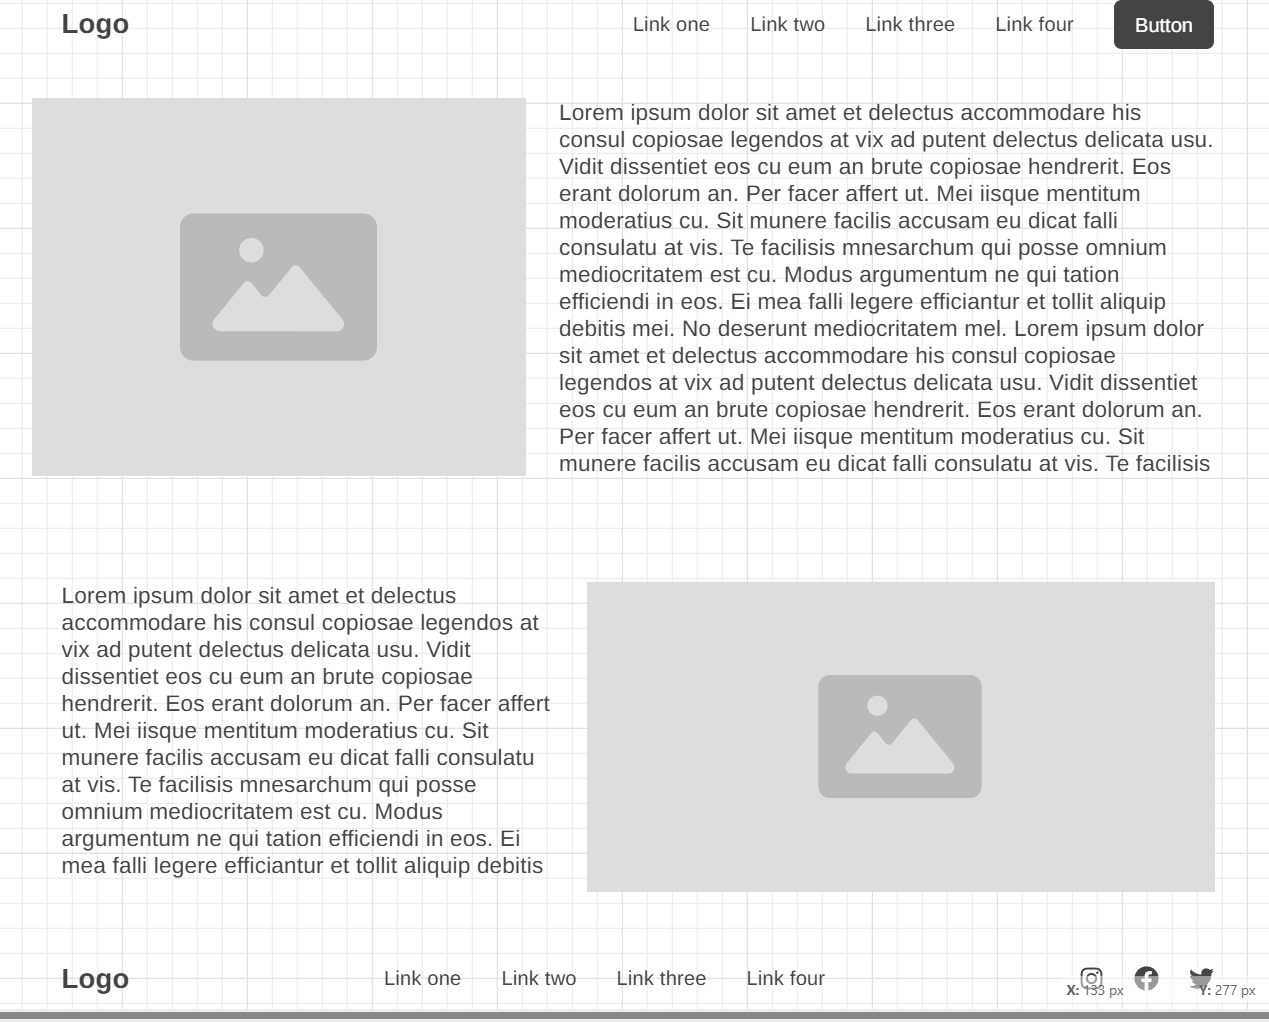 Logo
Link one
Link two
Link three
Link four
Button
Lorem ipsum dolor sit amet et delectus accommodare his
consul copiosae legendos at vix ad putent delectus delicata usu.
Vidit dissentiet eos cu eum an brute copiosae hendrerit. Eos
erant dolorum an. Per facer affert ut. Mei iisque mentitum
moderatius cu. Sit munere facilis accusam eu dicat falli
consulatu at vis. Te facilisis mnesarchum qui posse omnium
mediocritatem est cu. Modus argumentum ne qui tation
efficiendi in eos. Ei mea falli legere efficiantur et tollit aliquip
debitis mei. No deserunt mediocritatem mel. Lorem ipsum dolor
sit amet et delectus accommodare his consul copiosae
legendos at vix ad putent delectus delicata usu. Vidit dissentiet
eos cu eum an brute copiosae hendrerit. Eos erant dolorum an.
Per facer affert ut. Mei iisque mentitum moderatius cu. Sit
munere facilis accusam eu dicat falli consulatu at vis. Te facilisis
Lorem ipsum dolor sit amet et delectus
accommodare his consul copiosae legendos at
vix ad putent delectus delicata usu. Vidit
dissentiet eos cu eum an brute copiosae
hendrerit. Eos erant dolorum an. Per facer affert
ut. Mei iisque mentitum moderatius cu. Sit
munere facilis accusam eu dicat falli consulatu
at vis. Te facilisis mnesarchum qui posse
omnium mediocritatem est cu. Modus
argumentum ne qui tation efficiendi in eos. Ei
mea falli legere efficiantur et tollit aliquip debitis
Logo
Link one
Link two
Link three
Link four
X: 133 px
Y: 277 px